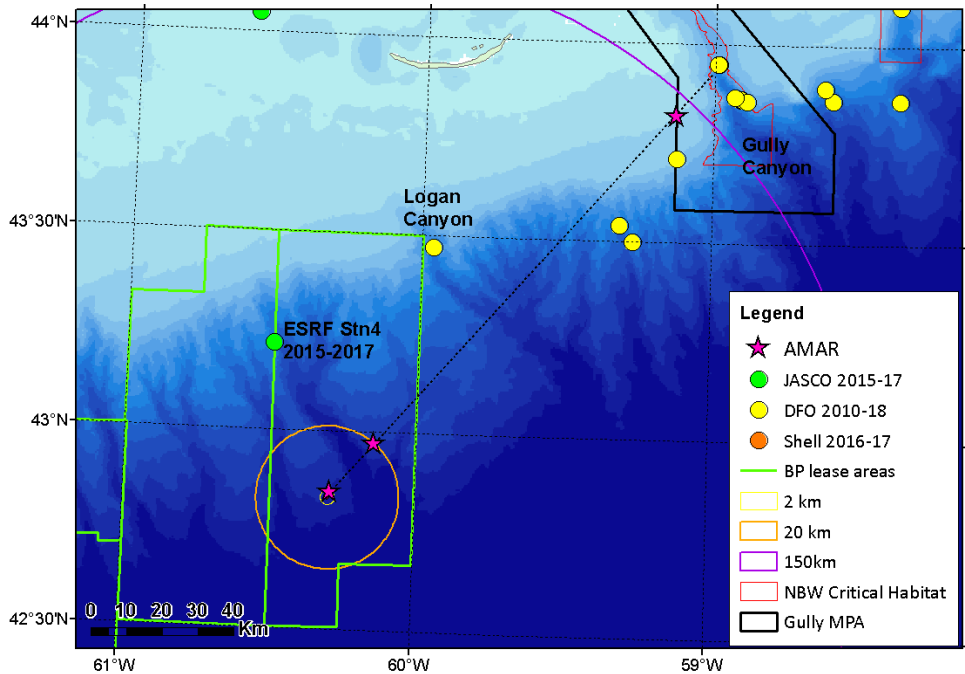 44°N
Gully
Canyon
Logan
Canyon
43°30'N
ESRF Stn4
2015-2017
43°N
42°30'N
0 10 20 30 40
Km
61°W
60°W
59°W
Legend
AMAR
JASCO 2015-17
DFO 2010-18
Shell 2016-17
BP lease areas
2 km
20 km
150km
NBW Critical Habitat
Gully MPA